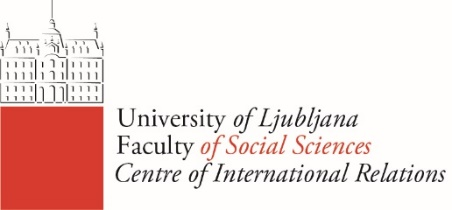 University of Ljubljana
Faculty of Social Sciences
Centre of International Relations